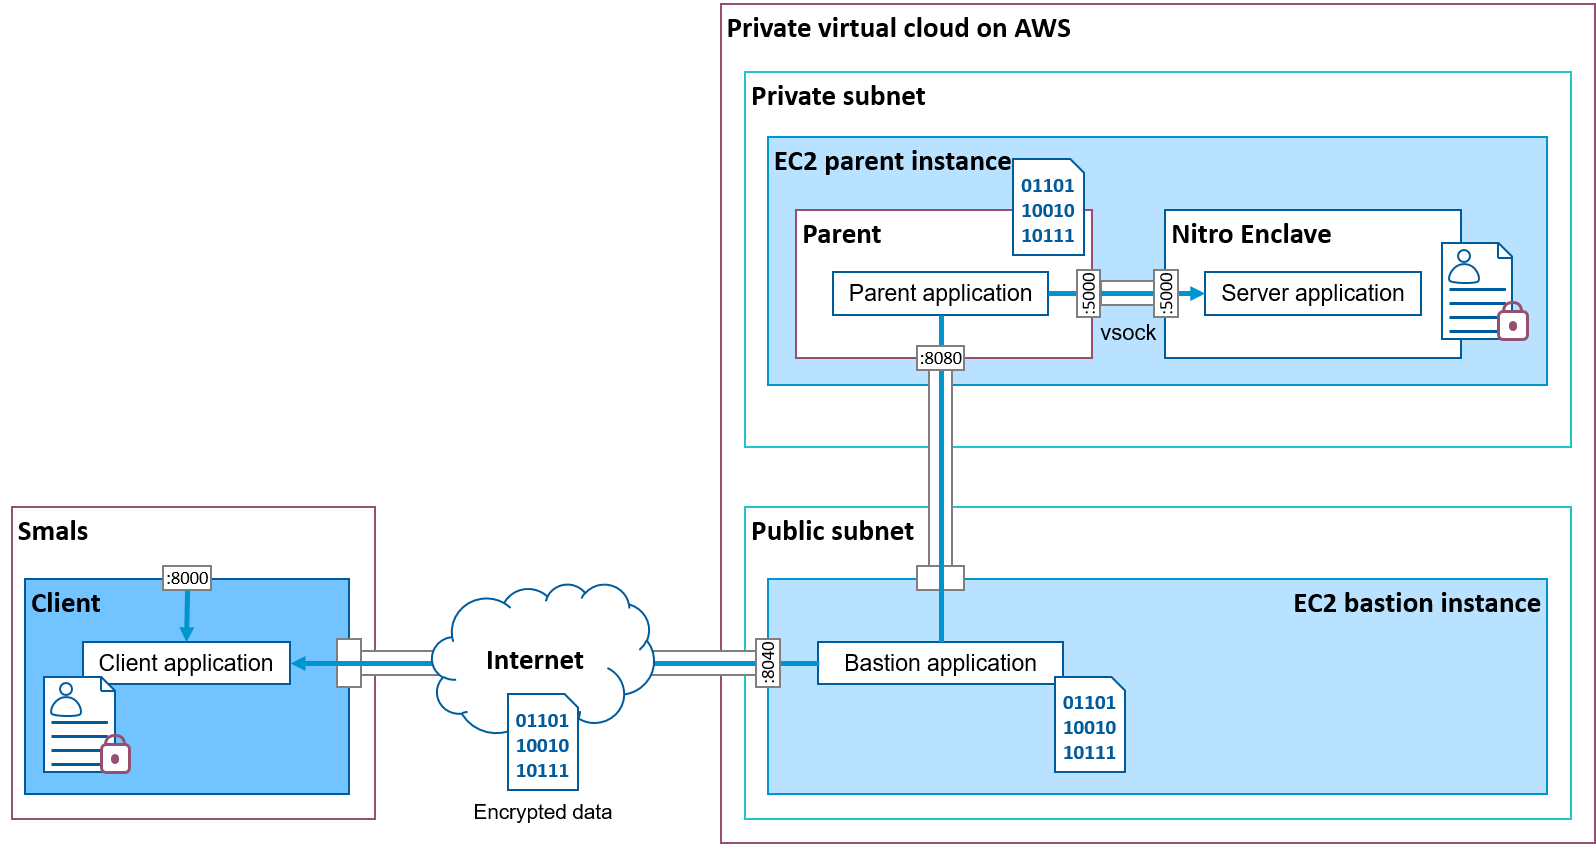 Private virtual cloud on AWS
Private subnet
EC2 parent instance
01101
10010
10111
Parent
Nitro Enclave
Parent application
:5000
:5000
Server application
vsock
:8080
Smals
Public subnet
:8000
Client
EC2 bastion instance
Client application
Internet
:8040
Bastion application
01101
10010
10111
01101
10010
10111
Encrypted data